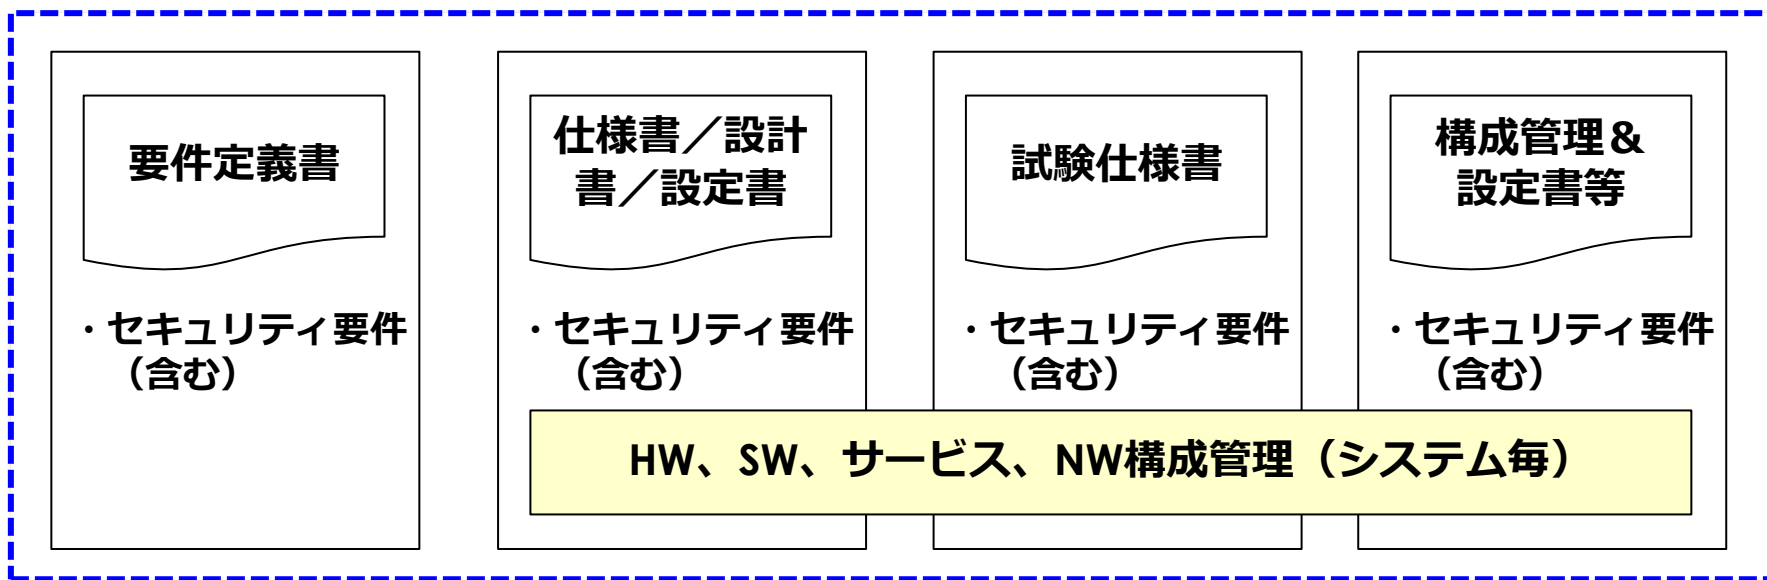 要件定義書
・セキュリティ要件
（含む）
仕様書／設計
書／設定書
・セキュリティ要件
（含む）
試験仕様書
・セキュリティ要件
（含む）
構成管理＆
設定書等
・セキュリティ要件
（含む）
HW、SW、サービス、NW構成管理（システム毎）